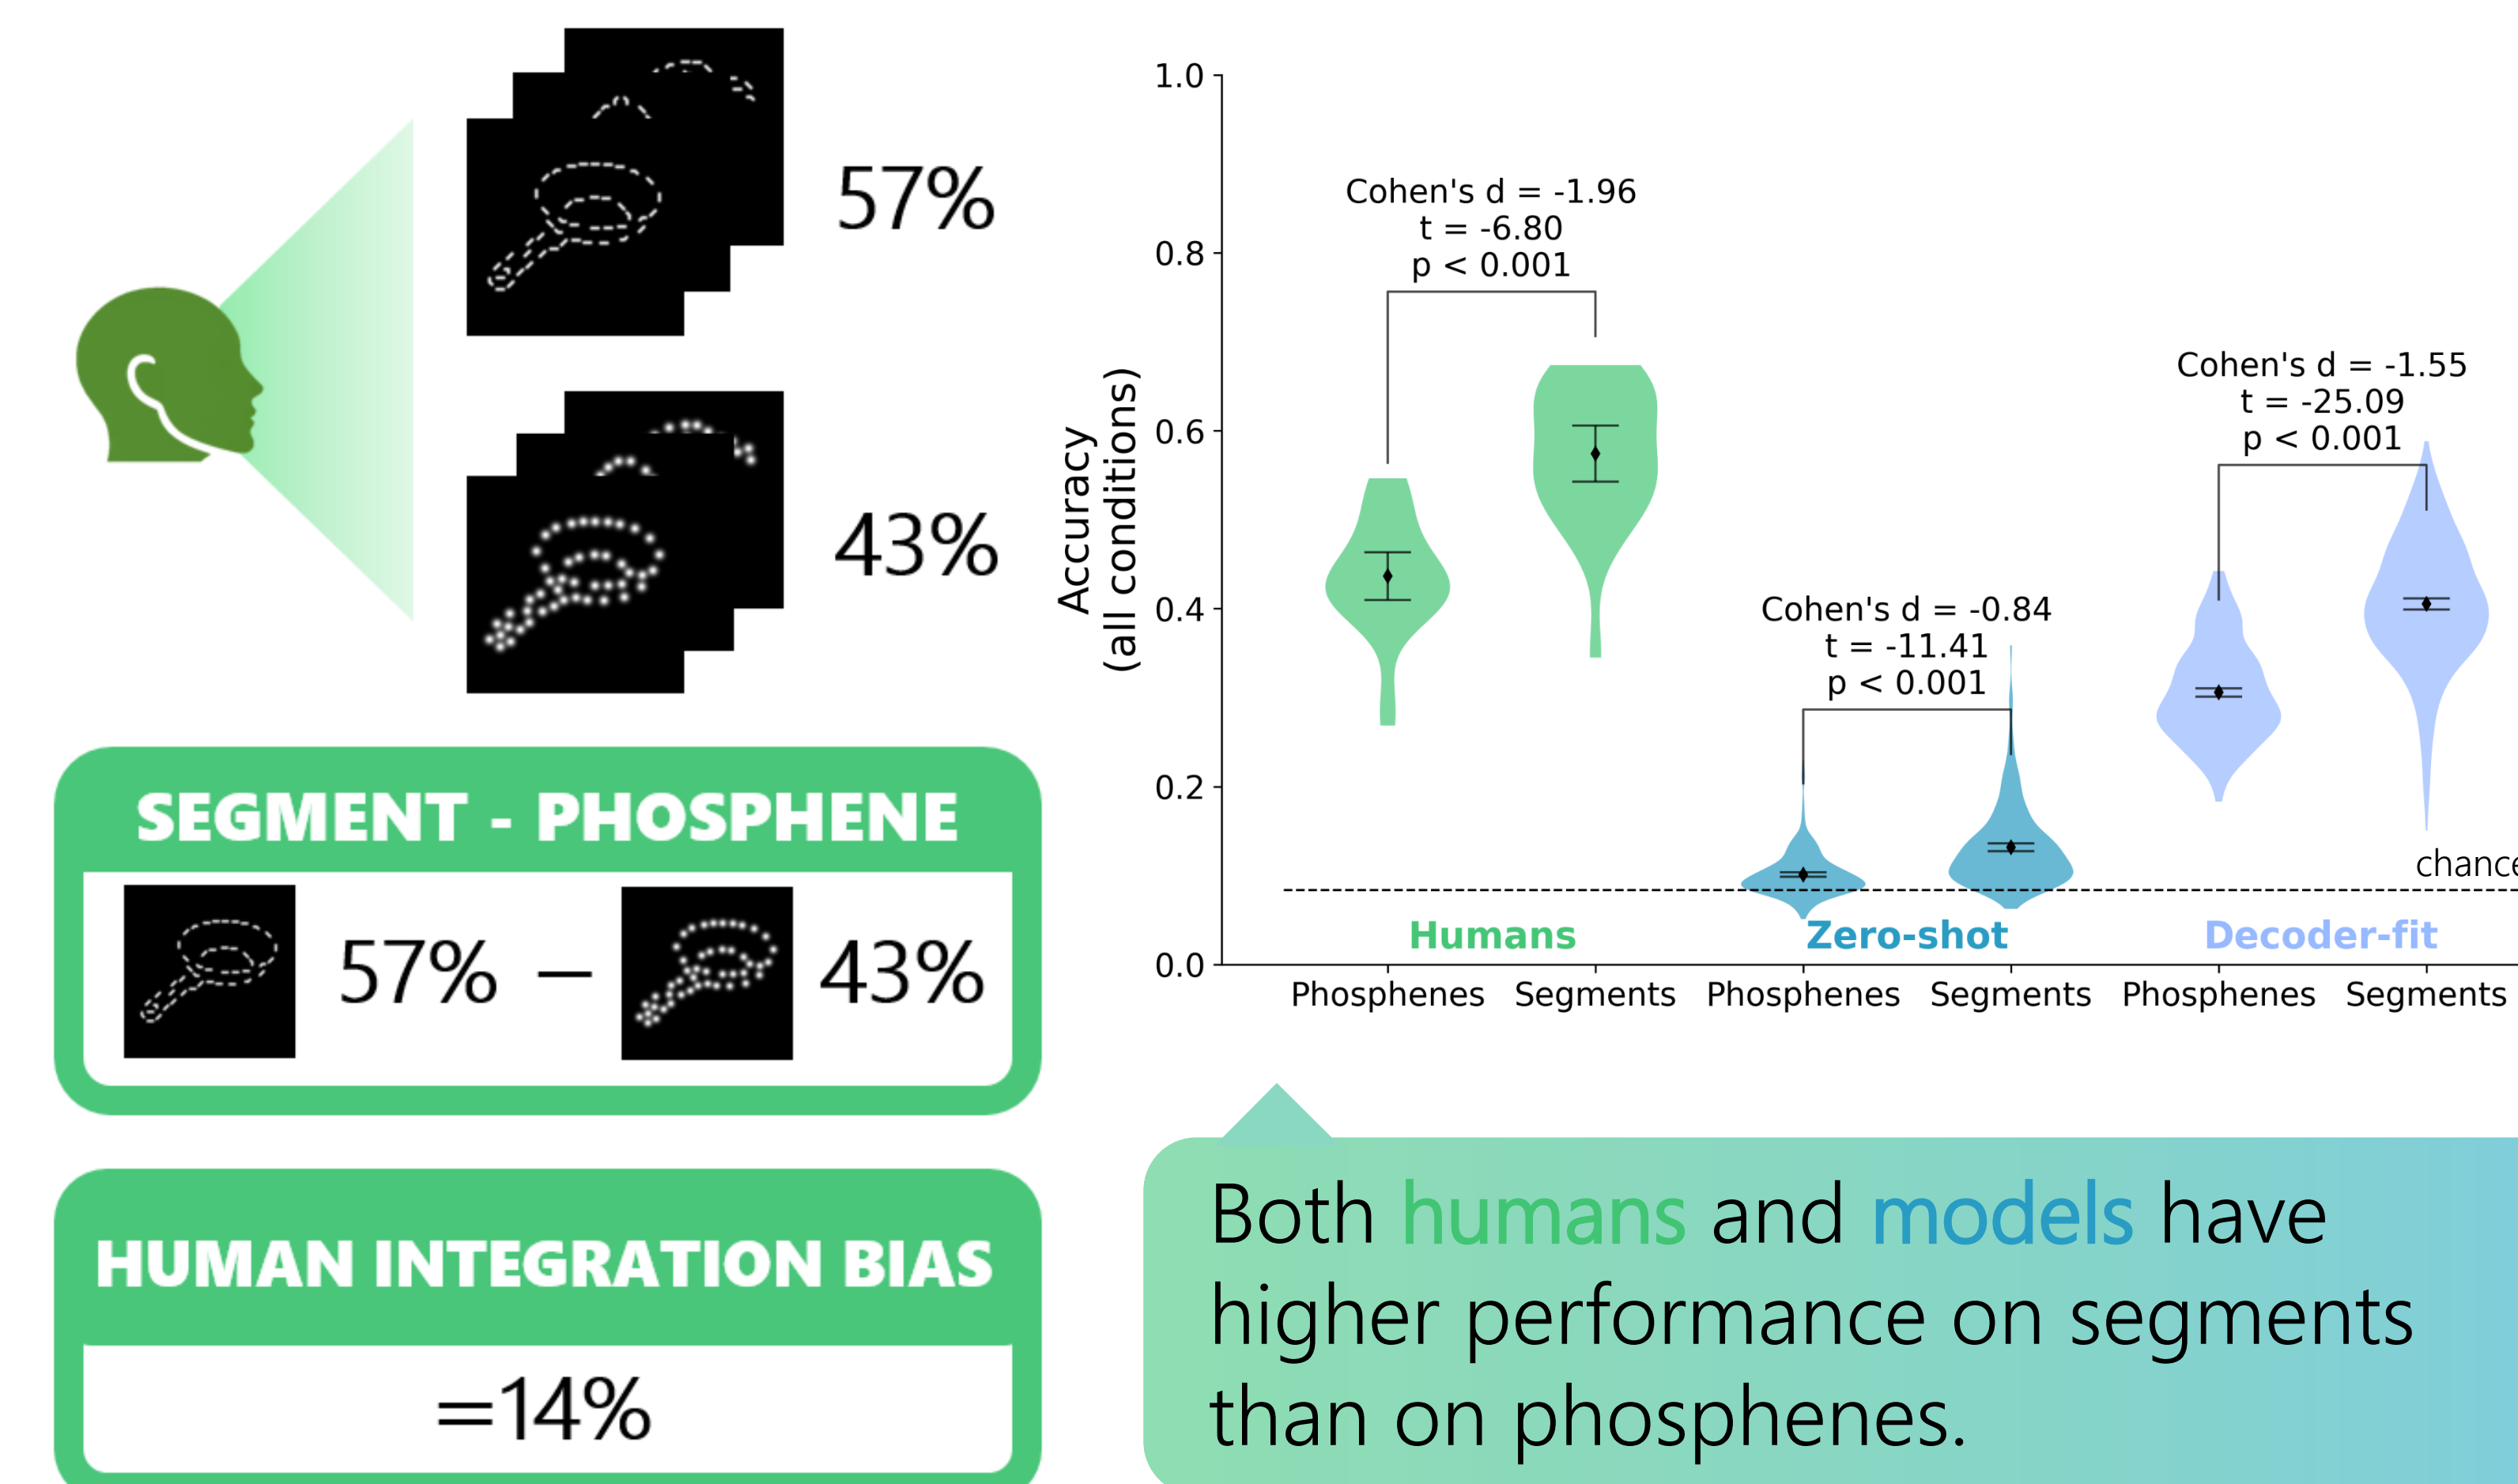 57%
43%
SEGMENT - PHOSPHENE
57% – 43%
HUMAN INTEGRATION BIAS
=14%
Accuracy
(all conditions)
1.0
0.8
0.6
0.4
0.2
0.0
Cohen's d = -1.96
t = -6.80
p < 0.001
Cohen's d = -0.84
t = -11.41
p < 0.001
Cohen's d = -1.55
t = -25.09
p < 0.001
chance
Humans
Zero-shot
Decoder-fit
Phosphenes Segments Phosphenes Segments Phosphenes Segments
Both humans and models have
higher performance on segments
than on phosphenes.